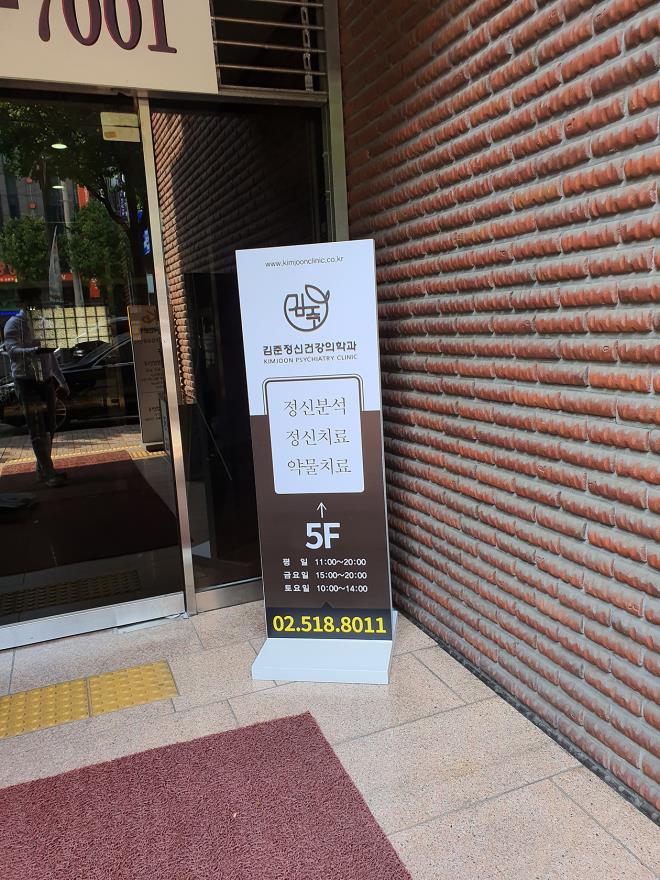 -7001
www.kimjoonclinic.co.kr
김준
김준정신건강의학과
KIMJOON PSYCHIATRY CLINIC
정신분석
정신치료
약물치료
↑
5F
평 일 11:00~20:00
금요일 15:00~20:00
토요일 10:00~14:00
02.518.8011